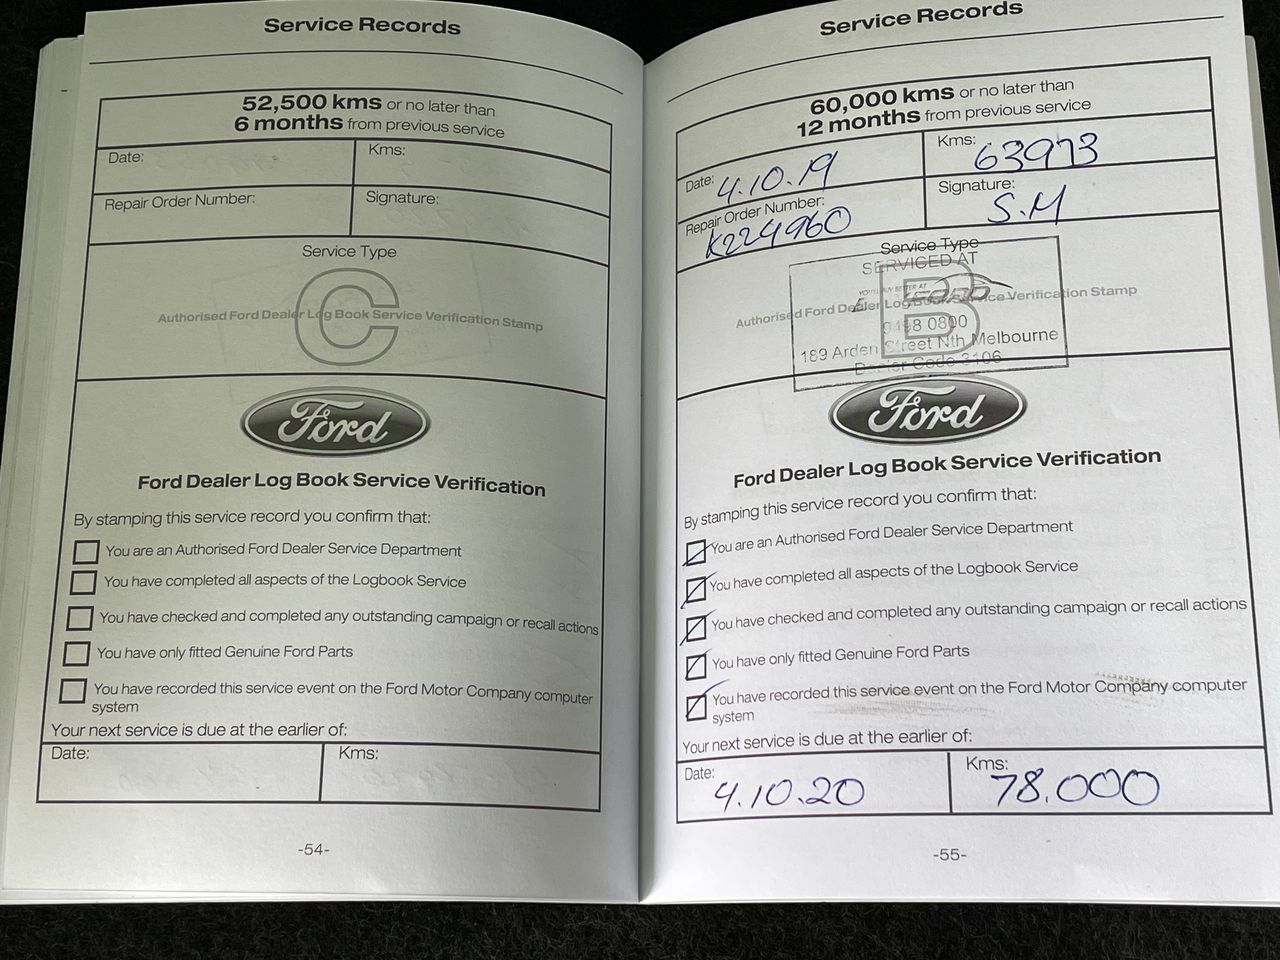 Service Records
52,500 kms or no later than
6 months from previous service
Date:
Kms:
Repair Order Number:
Signature:
Service Type
C
Authorised Ford Dealer Log Book Service Verification Stamp
Ford
Ford Dealer Log Book Service Verification
By stamping this service record you confirm that:
You are an Authorised Ford Dealer Service Department
You have completed all aspects of the Logbook Service
You have checked and completed any outstanding campaign or recall actions
You have only fitted Genuine Ford Parts
You have recorded this service event on the Ford Motor Company computer
system
Your next service is due at the earlier of:
Date:
Kms:
-54-
Service Records
60,000 kms or no later than
12 months from previous service
Date: 4.10.19
Kms: 63973
Repair Order Number: K224960
Signature: S.M
Service Type
SERVICED AT
B
Authorised Ford Dealer Log Book Service Verification Stamp
9498 0800
189 Arden Street Nth Melbourne
Dealer Code 3106
Ford
Ford Dealer Log Book Service Verification
By stamping this service record you confirm that:
You are an Authorised Ford Dealer Service Department
You have completed all aspects of the Logbook Service
You have checked and completed any outstanding campaign or recall actions
You have only fitted Genuine Ford Parts
You have recorded this service event on the Ford Motor Company computer
system
Your next service is due at the earlier of:
Date: 4.10.20
Kms: 78.000
-55-